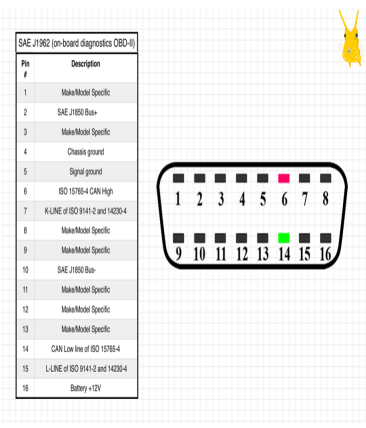 SAE J1962 (on-board diagnostics OBD-II)
Pin # Description
1 Make/Model Specific
2 SAE J1850 Bus+
3 Make/Model Specific
4 Chassis ground
5 Signal ground
6 ISO 15765-4 CAN High
7 K-LINE of ISO 9141-2 and 14230-4
8 Make/Model Specific
9 Make/Model Specific
10 SAE J1850 Bus-
11 Make/Model Specific
12 Make/Model Specific
13 Make/Model Specific
14 CAN Low line of ISO 15765-4
15 L-LINE of ISO 9141-2 and 14230-4
16 Battery +12V
1 2 3 4 5 6 7 8
9 10 11 12 13 14 15 16